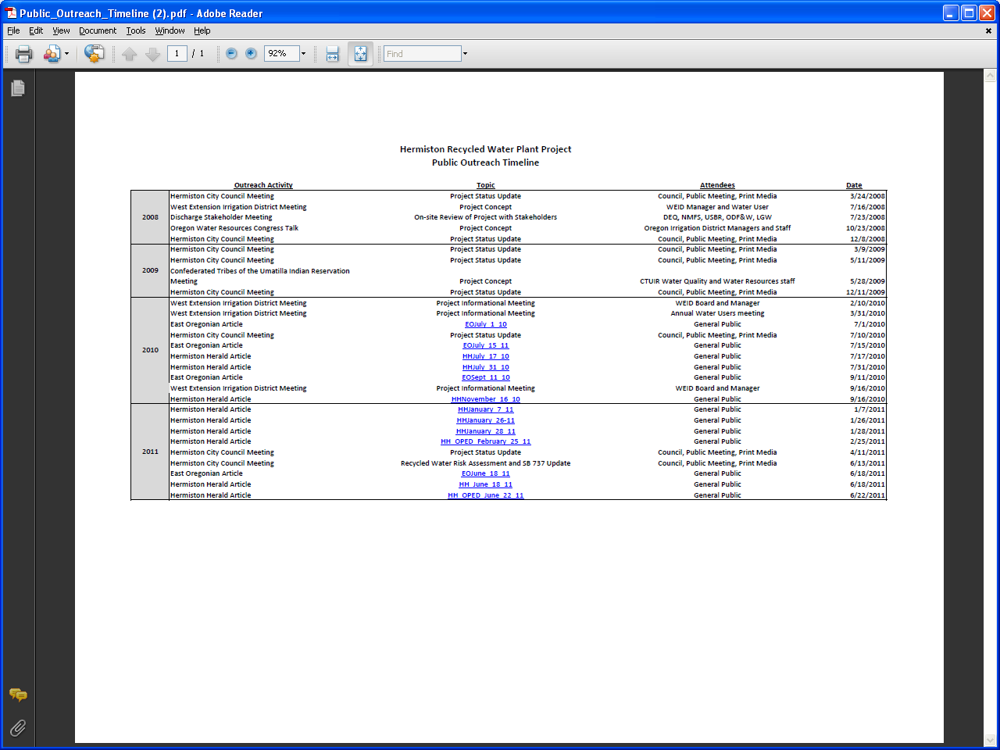 Public_Outreach_Timeline (2).pdf - Adobe Reader
File Edit View Document Tools Window Help
1 / 1 92% Find
Hermiston Recycled Water Plant Project
Public Outreach Timeline
Outreach Activity Topic Attendees Date
2008
Hermiston City Council Meeting Project Status Update Council, Public Meeting, Print Media 3/24/2008
West Extension Irrigation District Meeting Project Concept WEID Manager and Water User 7/16/2008
Discharge Stakeholder Meeting On-site Review of Project with Stakeholders DEQ, NMFS, USBR, ODF&W, LGW 7/23/2008
Oregon Water Resources Congress Talk Project Concept Oregon Irrigation District Managers and Staff 10/23/2008
Hermiston City Council Meeting Project Status Update Council, Public Meeting, Print Media 12/8/2008
2009
Hermiston City Council Meeting Project Status Update Council, Public Meeting, Print Media 3/9/2009
Hermiston City Council Meeting Project Status Update Council, Public Meeting, Print Media 5/11/2009
Confederated Tribes of the Umatilla Indian Reservation
Meeting Project Concept CTUIR Water Quality and Water Resources staff 5/28/2009
Hermiston City Council Meeting Project Status Update Council, Public Meeting, Print Media 12/11/2009
2010
West Extension Irrigation District Meeting Project Informational Meeting WEID Board and Manager 2/10/2010
West Extension Irrigation District Meeting Project Informational Meeting Annual Water Users meeting 3/31/2010
East Oregonian Article EOJuly_1_10 General Public 7/1/2010
Hermiston City Council Meeting Project Status Update Council, Public Meeting, Print Media 7/10/2010
East Oregonian Article EOJuly_15_11 General Public 7/15/2010
Hermiston Herald Article HHJuly_17_10 General Public 7/17/2010
Hermiston Herald Article HHJuly_31_10 General Public 7/31/2010
East Oregonian Article EOSept_11_10 General Public 9/11/2010
West Extension Irrigation District Meeting Project Informational Meeting WEID Board and Manager 9/16/2010
Hermiston Herald Article HHNovember_16_10 General Public 9/16/2010
2011
Hermiston Herald Article HHJanuary_7_11 General Public 1/7/2011
Hermiston Herald Article HHJanuary_26-11 General Public 1/26/2011
Hermiston Herald Article HHJanuary_28_11 General Public 1/28/2011
Hermiston Herald Article HH_OPED_February_25_11 General Public 2/25/2011
Hermiston City Council Meeting Project Status Update Council, Public Meeting, Print Media 4/11/2011
Hermiston City Council Meeting Recycled Water Risk Assessment and SB 737 Update Council, Public Meeting, Print Media 6/13/2011
East Oregonian Article EOJune_18_11 General Public 6/18/2011
Hermiston Herald Article HH_June_18_11 General Public 6/18/2011
Hermiston Herald Article HH_OPED_June_22_11 General Public 6/22/2011